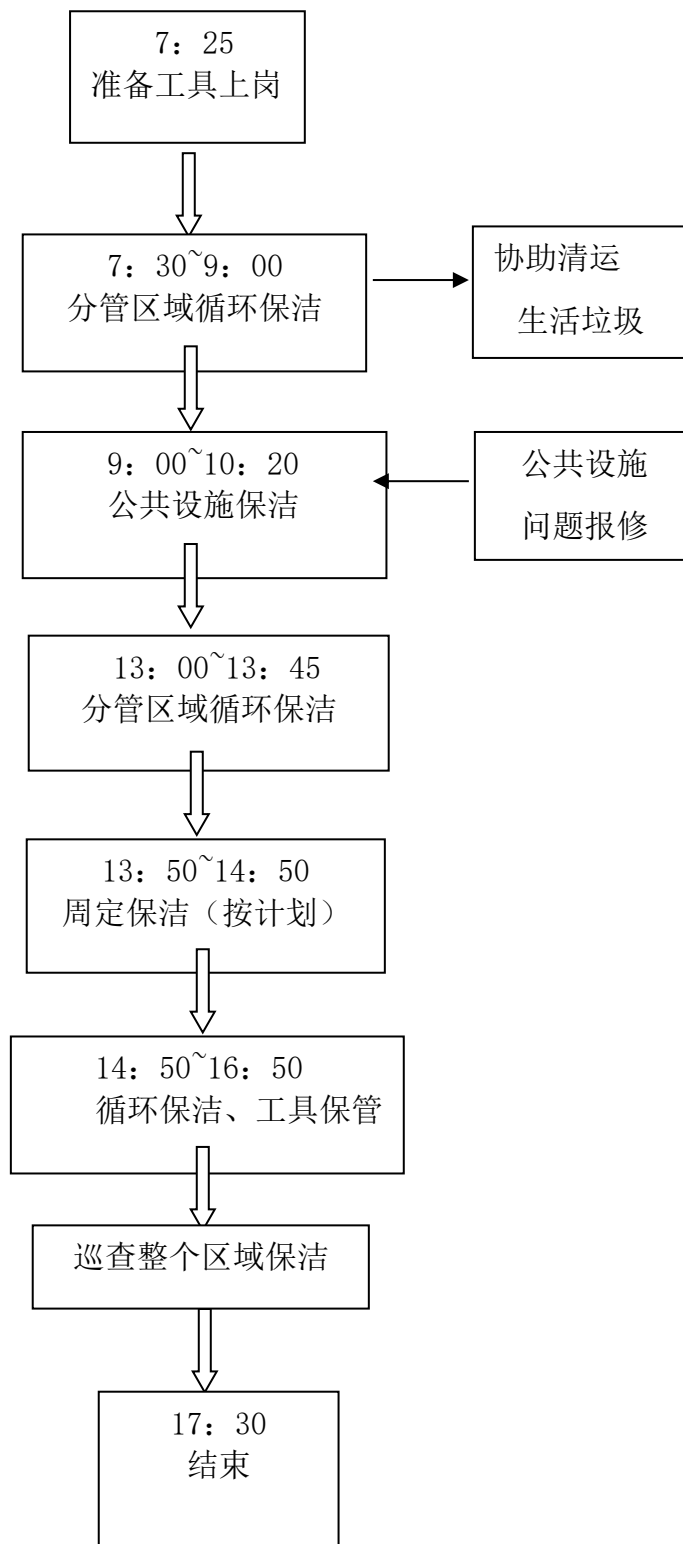 7：25
准备工具上岗
7：30~9：00
分管区域循环保洁
协助清运
生活垃圾
9：00~10：20
公共设施保洁
公共设施
问题报修
13：00~13：45
分管区域循环保洁
13：50~14：50
周定保洁（按计划）
14：50~16：50
循环保洁、工具保管
巡查整个区域保洁
17：30
结束